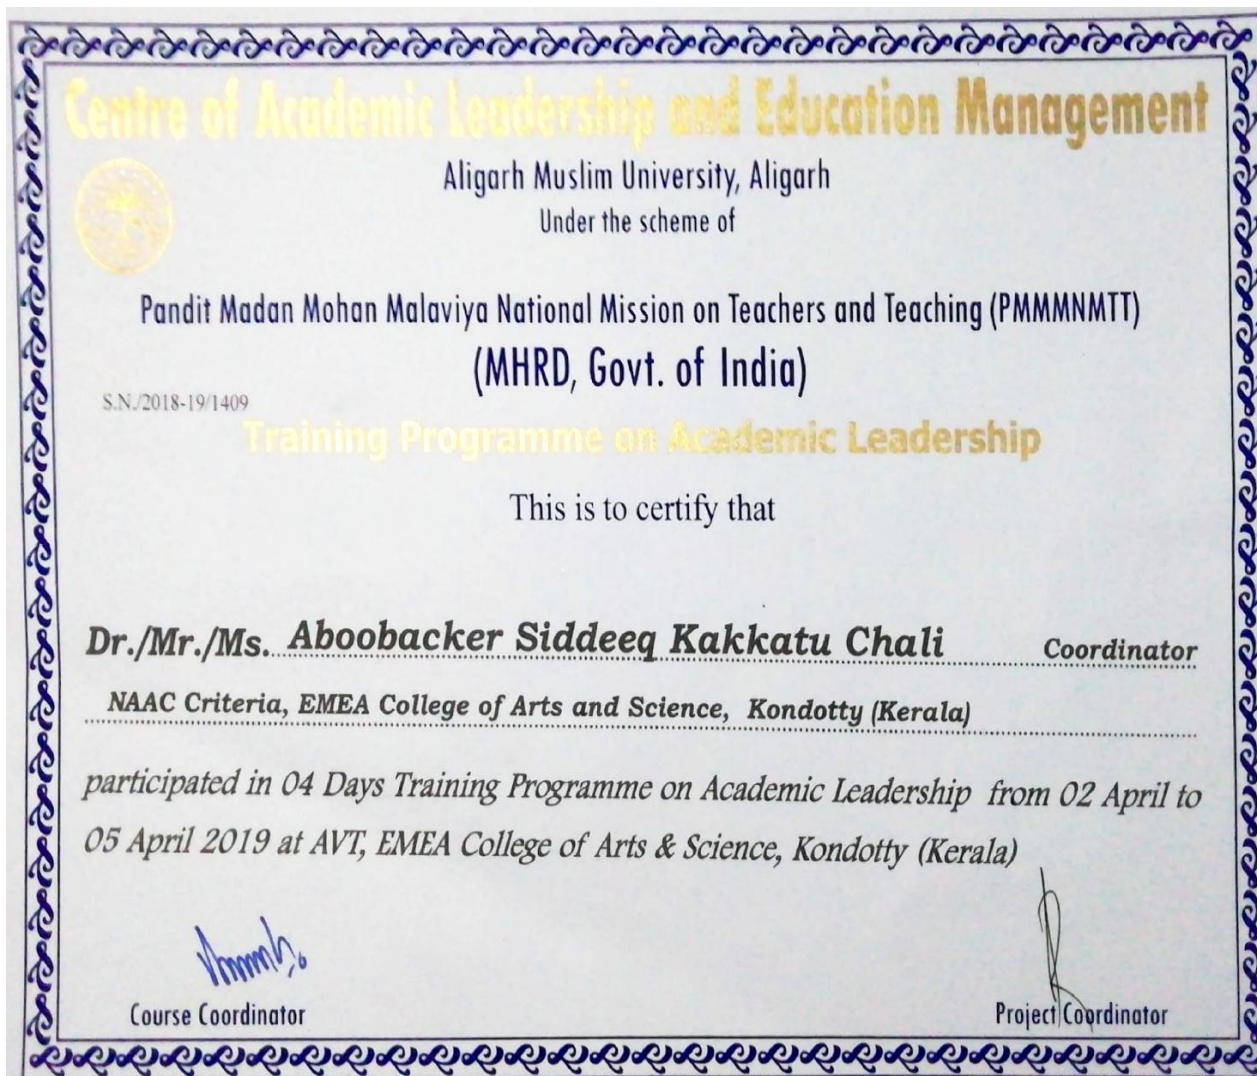 Centre of Academic Leadership and Education Management
Aligarh Muslim University, Aligarh
Under the scheme of
Pandit Madan Mohan Malaviya National Mission on Teachers and Teaching (PMMMNMTT)
(MHRD, Govt. of India)
S.N./2018-19/1409
Training Programme on Academic Leadership
This is to certify that
Dr./Mr./Ms. Aboobacker Siddeeq Kakkatu Chali Coordinator
NAAC Criteria, EMEA College of Arts and Science, Kondotty (Kerala)
participated in 04 Days Training Programme on Academic Leadership from 02 April to
05 April 2019 at AVT, EMEA College of Arts & Science, Kondotty (Kerala)
Course Coordinator
Project Coordinator